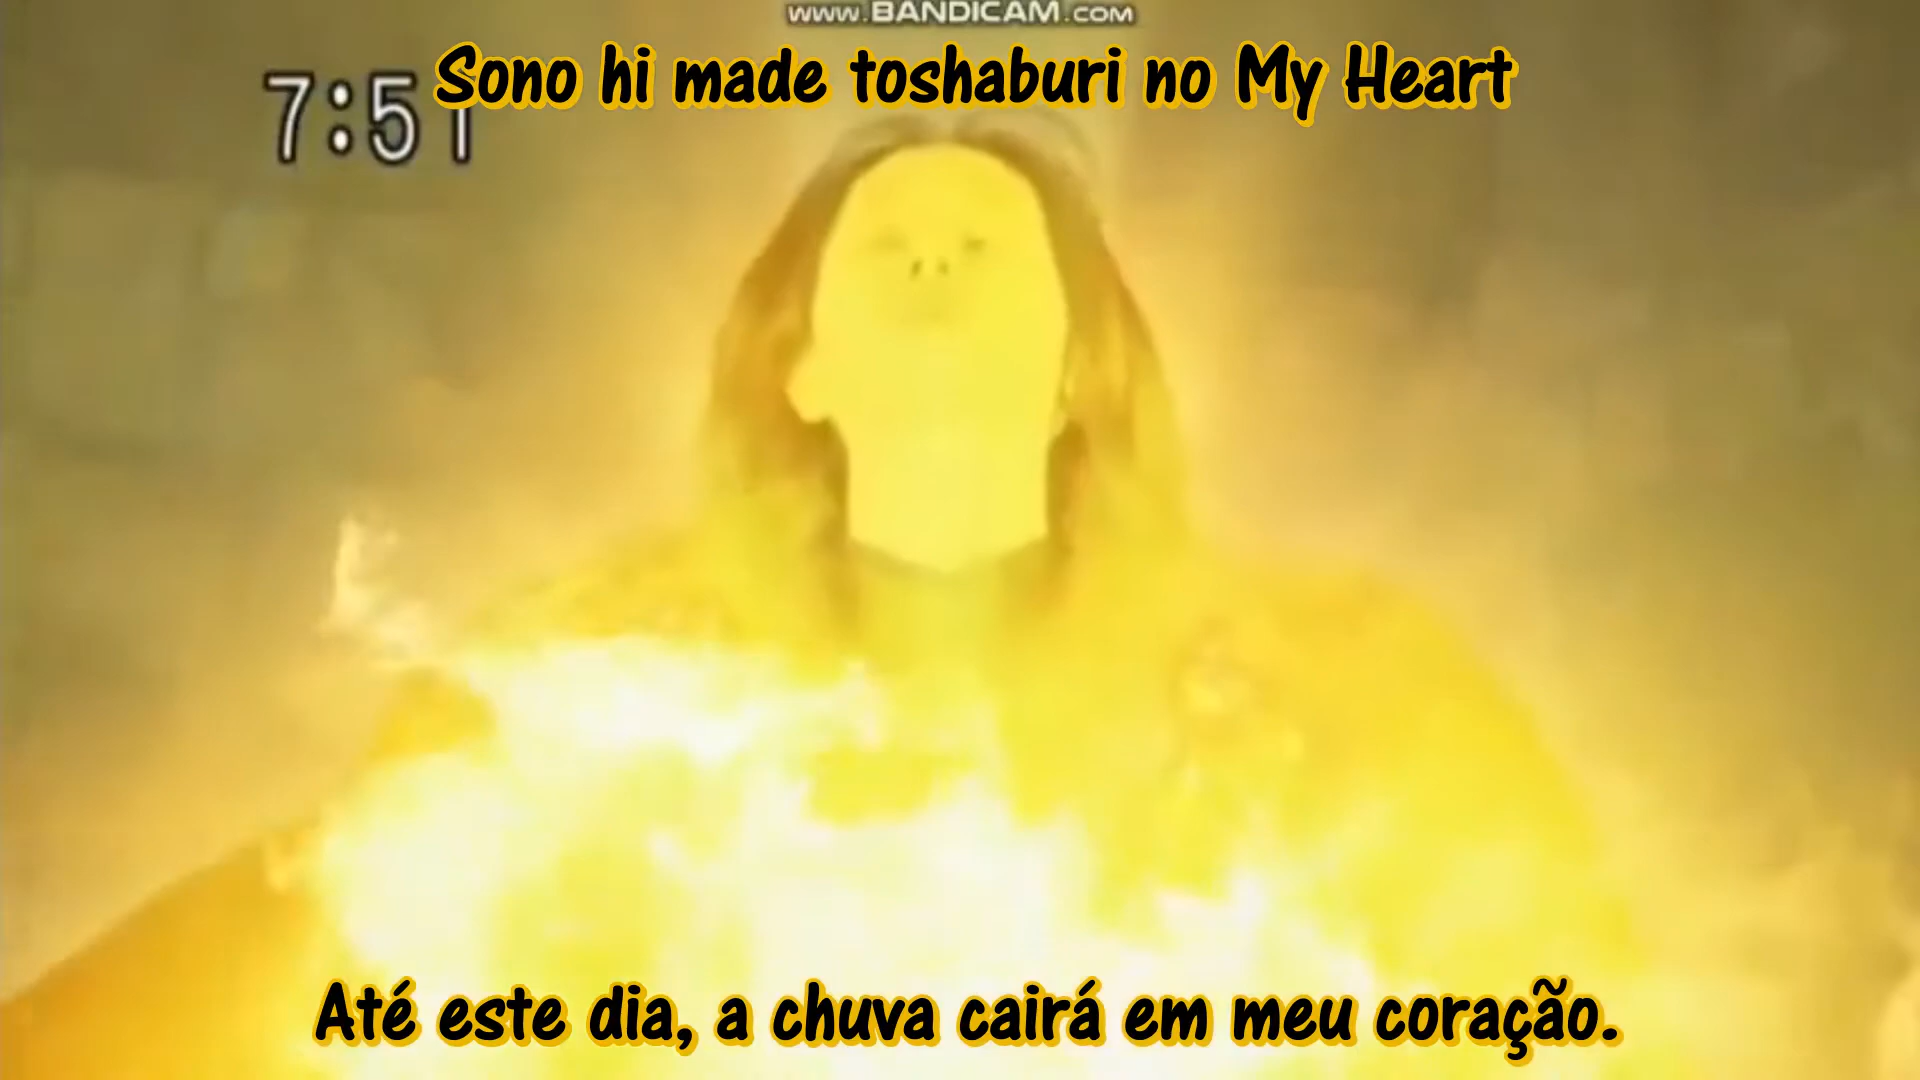 www.BANDICAM.com
Sono hi made toshaburi no My Heart
7:51
Até este dia, a chuva cairá em meu coração.